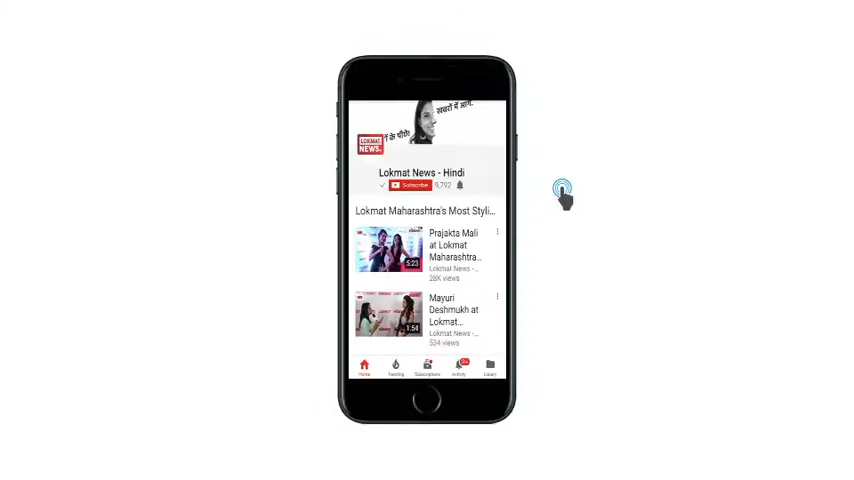 खबरों में आग,
के पीछे!
LOKMAT
NEWS
Lokmat News - Hindi
Subscribe 9,792
Lokmat Maharashtra's Most Styli...
Prajakta Mali
at Lokmat
Maharashtra...
Lokmat News -...
28K views
5:23
Mayuri
Deshmukh at
Lokmat...
Lokmat News -...
534 views
1:54
Home Trending Subscriptions Activity Library
9+